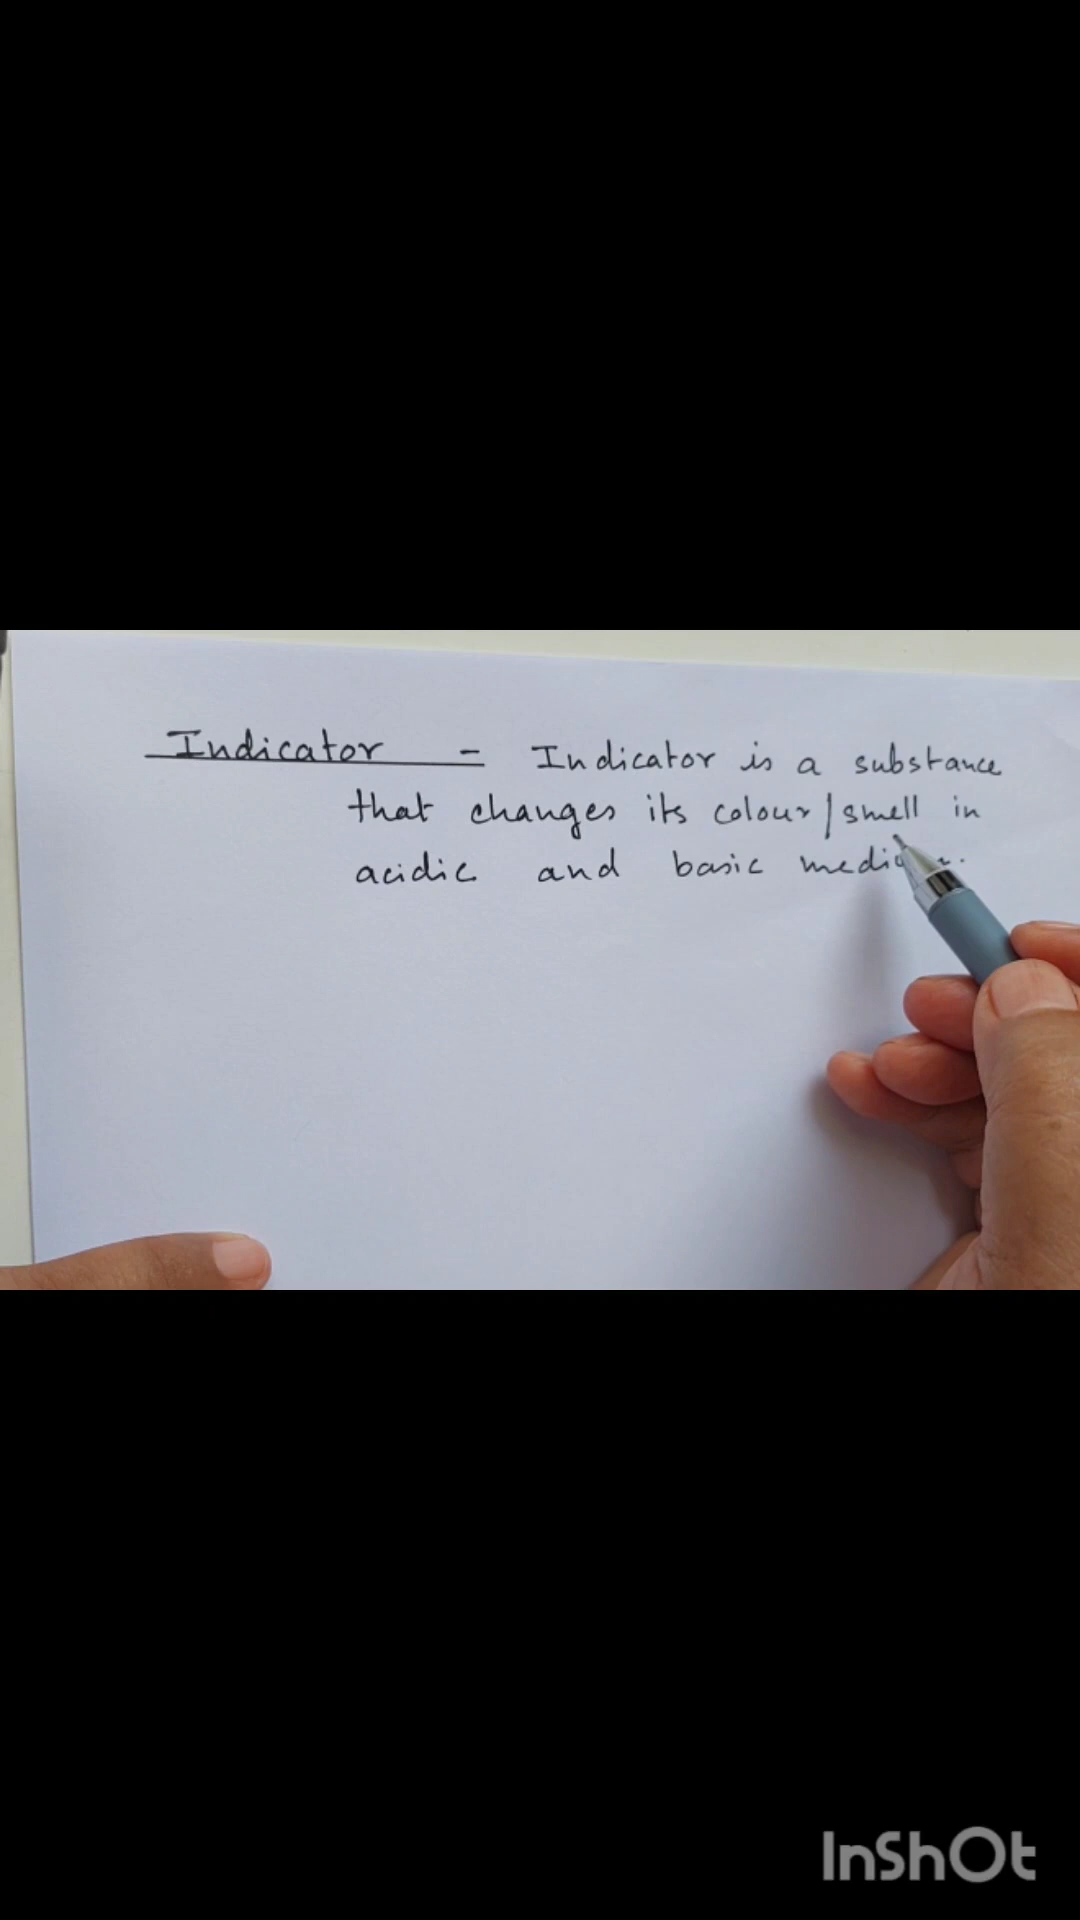 Indicator - Indicator is a substance
that changes its colour/smell in
acidic and basic
InShOt